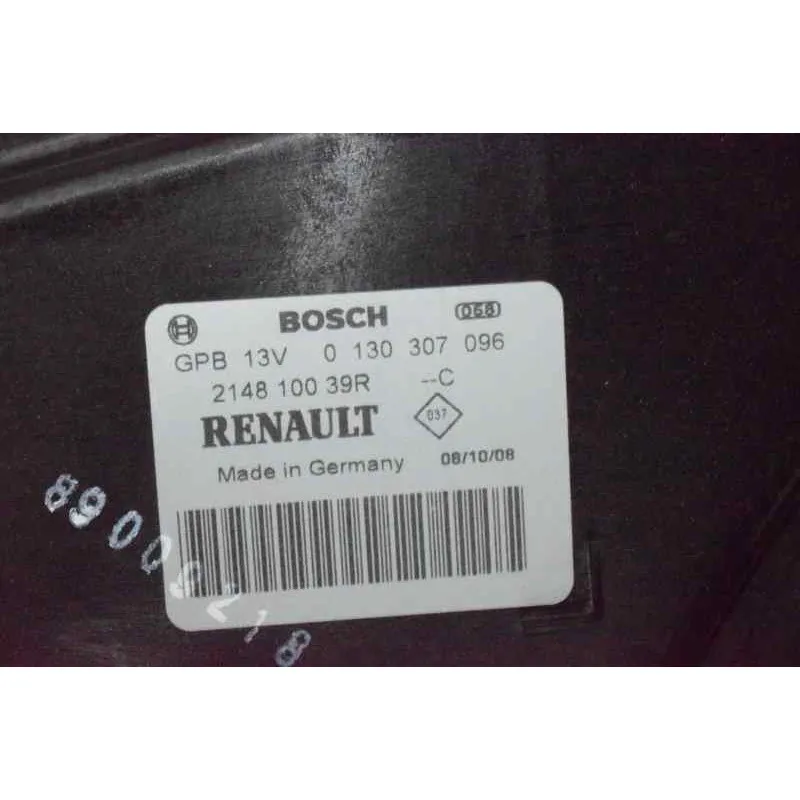 BOSCH 068
GPB 13V 0 130 307 096
2148 100 39R --C
RENAULT 037
Made in Germany 08/10/08
89009218